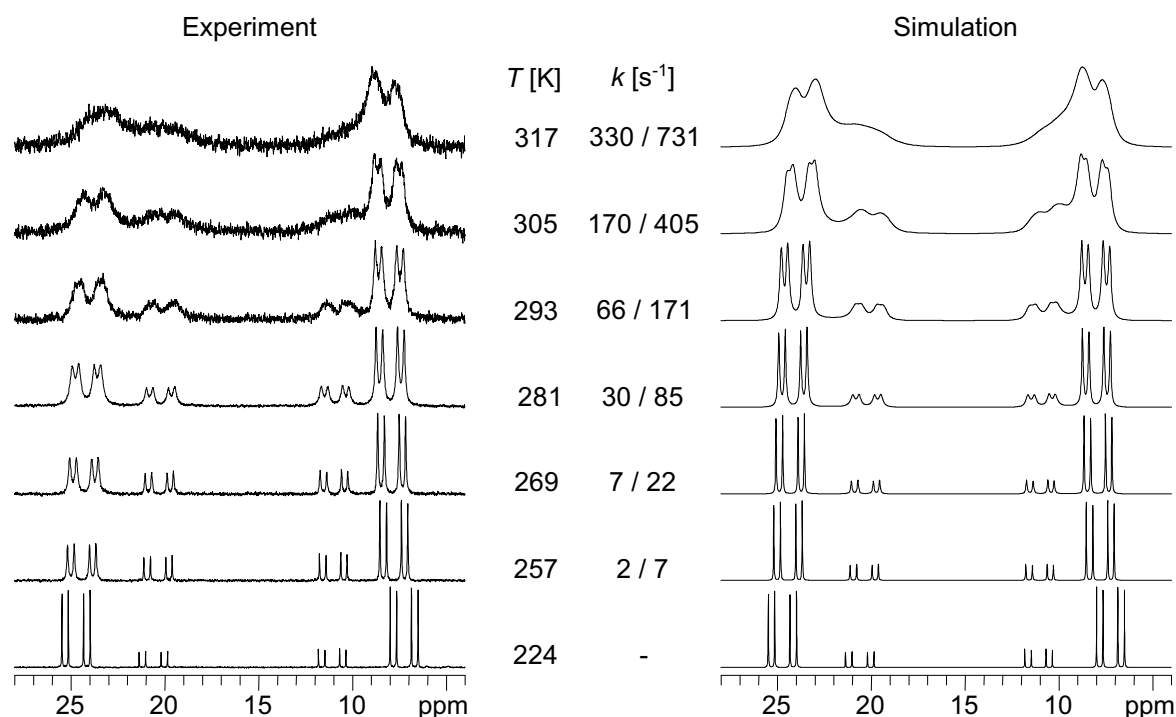 Experiment Simulation
T [K] k [s⁻¹]
317 330 / 731
305 170 / 405
293 66 / 171
281 30 / 85
269 7 / 22
257 2 / 7
224 -
25 20 15 10 ppm 25 20 15 10 ppm